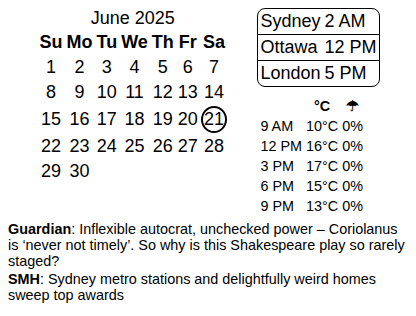 June 2025
Su Mo Tu We Th Fr Sa
1 2 3 4 5 6 7
8 9 10 11 12 13 14
15 16 17 18 19 20 21
22 23 24 25 26 27 28
29 30
Sydney 2 AM
Ottawa 12 PM
London 5 PM
°C ☂
9 AM 10°C 0%
12 PM 16°C 0%
3 PM 17°C 0%
6 PM 15°C 0%
9 PM 13°C 0%
Guardian: Inflexible autocrat, unchecked power – Coriolanus
is ‘never not timely’. So why is this Shakespeare play so rarely
staged?
SMH: Sydney metro stations and delightfully weird homes
sweep top awards